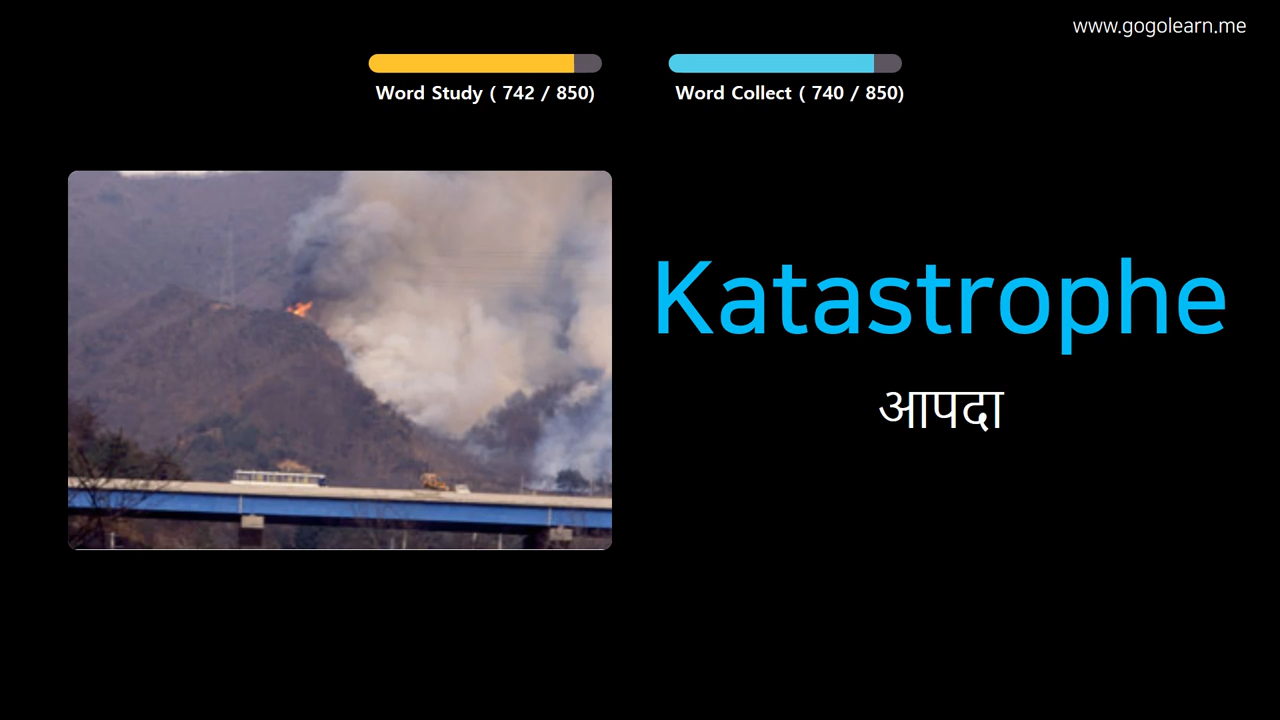 www.gogolearn.me
Word Study ( 742 / 850)
Word Collect ( 740 / 850)
Katastrophe
आपदा